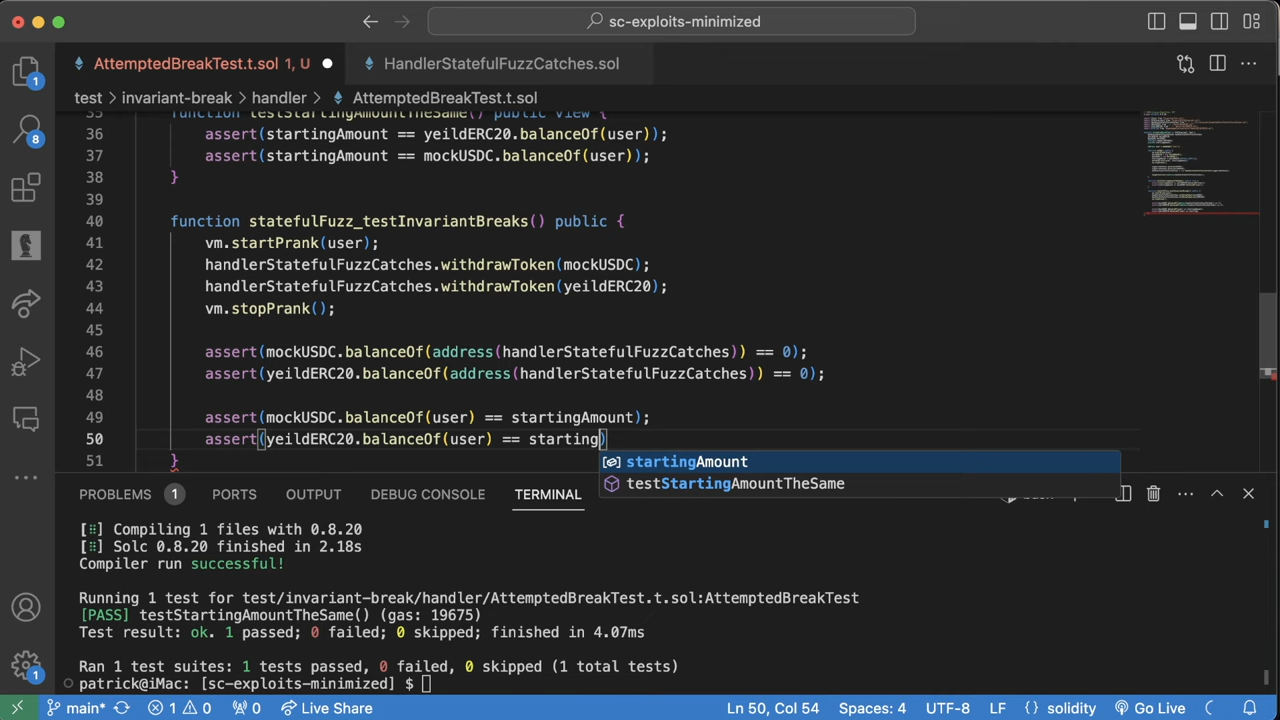 sc-exploits-minimized
AttemptedBreakTest.t.sol 1, U
HandlerStatefulFuzzCatches.sol
test > invariant-break > handler > AttemptedBreakTest.t.sol
35 function testStartingAmountTheSame() public view {
36 assert(startingAmount == yeildERC20.balanceOf(user));
37 assert(startingAmount == mockUSDC.balanceOf(user));
38 }
39
40 function statefulFuzz_testInvariantBreaks() public {
41 vm.startPrank(user);
42 handlerStatefulFuzzCatches.withdrawToken(mockUSDC);
43 handlerStatefulFuzzCatches.withdrawToken(yeildERC20);
44 vm.stopPrank();
45
46 assert(mockUSDC.balanceOf(address(handlerStatefulFuzzCatches)) == 0);
47 assert(yeildERC20.balanceOf(address(handlerStatefulFuzzCatches)) == 0);
48
49 assert(mockUSDC.balanceOf(user) == startingAmount);
50 assert(yeildERC20.balanceOf(user) == starting)
51 }
startingAmount
testStartingAmountTheSame
1
8
1
PROBLEMS 1 PORTS OUTPUT DEBUG CONSOLE TERMINAL
[⠿] Compiling 1 files with 0.8.20
[⠿] Solc 0.8.20 finished in 2.18s
Compiler run successful!
Running 1 test for test/invariant-break/handler/AttemptedBreakTest.t.sol:AttemptedBreakTest
[PASS] testStartingAmountTheSame() (gas: 19675)
Test result: ok. 1 passed; 0 failed; 0 skipped; finished in 4.07ms
Ran 1 test suites: 1 tests passed, 0 failed, 0 skipped (1 total tests)
patrick@iMac: [sc-exploits-minimized] $
main* 1 0 0 Live Share Ln 50, Col 54 Spaces: 4 UTF-8 LF {} solidity Go Live